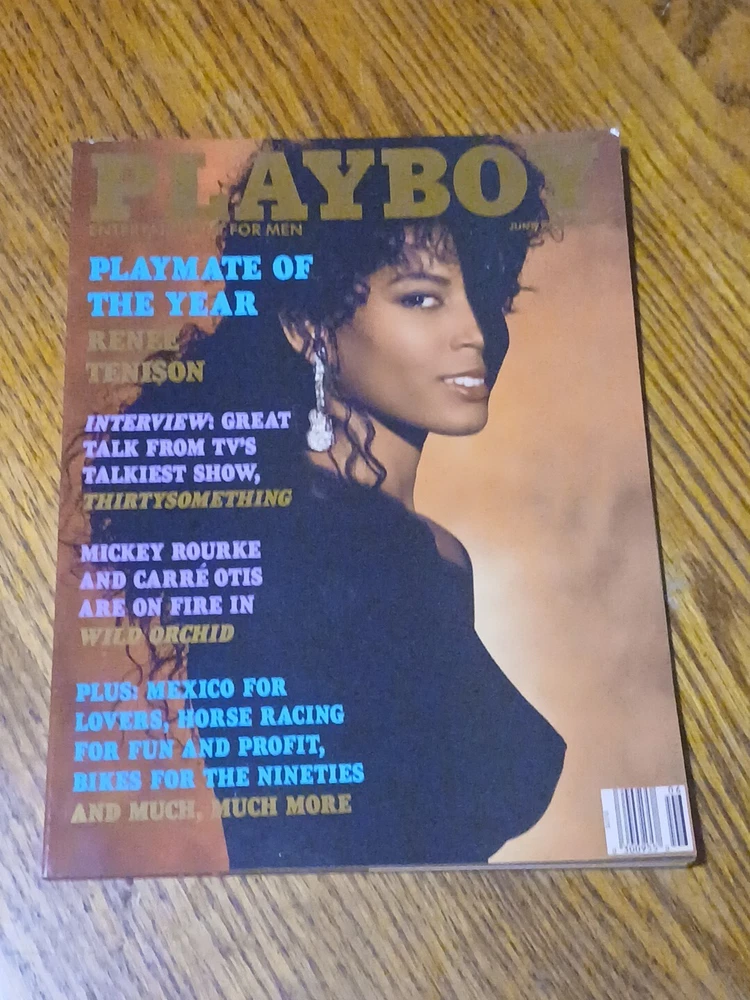 PLAYBOY
ENTERTAINMENT FOR MEN
JUNE
PLAYMATE OF
THE YEAR
RENEE
TENISON
INTERVIEW: GREAT
TALK FROM TV'S
TALKIEST SHOW,
THIRTYSOMETHING
MICKEY ROURKE
AND CARRÉ OTIS
ARE ON FIRE IN
WILD ORCHID
PLUS: MEXICO FOR
LOVERS, HORSE RACING
FOR FUN AND PROFIT,
BIKES FOR THE NINETIES
AND MUCH, MUCH MORE
06